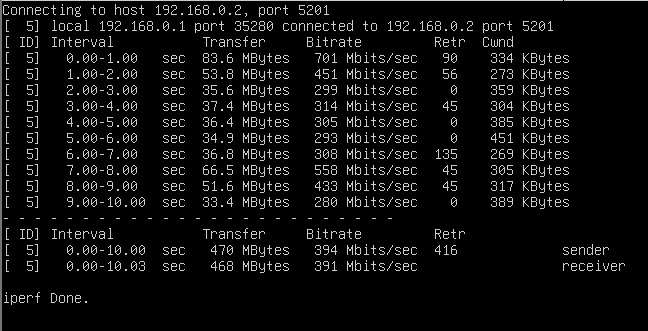 Connecting to host 192.168.0.2, port 5201
[  5] local 192.168.0.1 port 35280 connected to 192.168.0.2 port 5201
[ ID] Interval           Transfer     Bitrate         Retr  Cwnd
[  5]   0.00-1.00   sec  83.6 MBytes   701 Mbits/sec   90    334 KBytes
[  5]   1.00-2.00   sec  53.8 MBytes   451 Mbits/sec   56    273 KBytes
[  5]   2.00-3.00   sec  35.6 MBytes   299 Mbits/sec    0    359 KBytes
[  5]   3.00-4.00   sec  37.4 MBytes   314 Mbits/sec   45    304 KBytes
[  5]   4.00-5.00   sec  36.4 MBytes   305 Mbits/sec    0    385 KBytes
[  5]   5.00-6.00   sec  34.9 MBytes   293 Mbits/sec    0    451 KBytes
[  5]   6.00-7.00   sec  36.8 MBytes   308 Mbits/sec  135    269 KBytes
[  5]   7.00-8.00   sec  66.5 MBytes   558 Mbits/sec   45    305 KBytes
[  5]   8.00-9.00   sec  51.6 MBytes   433 Mbits/sec   45    317 KBytes
[  5]   9.00-10.00  sec  33.4 MBytes   280 Mbits/sec    0    389 KBytes
- - - - - - - - - - - - - - - - - - - - - - - - -
[ ID] Interval           Transfer     Bitrate         Retr
[  5]   0.00-10.00  sec   470 MBytes   394 Mbits/sec  416             sender
[  5]   0.00-10.03  sec   468 MBytes   391 Mbits/sec                  receiver
iperf Done.